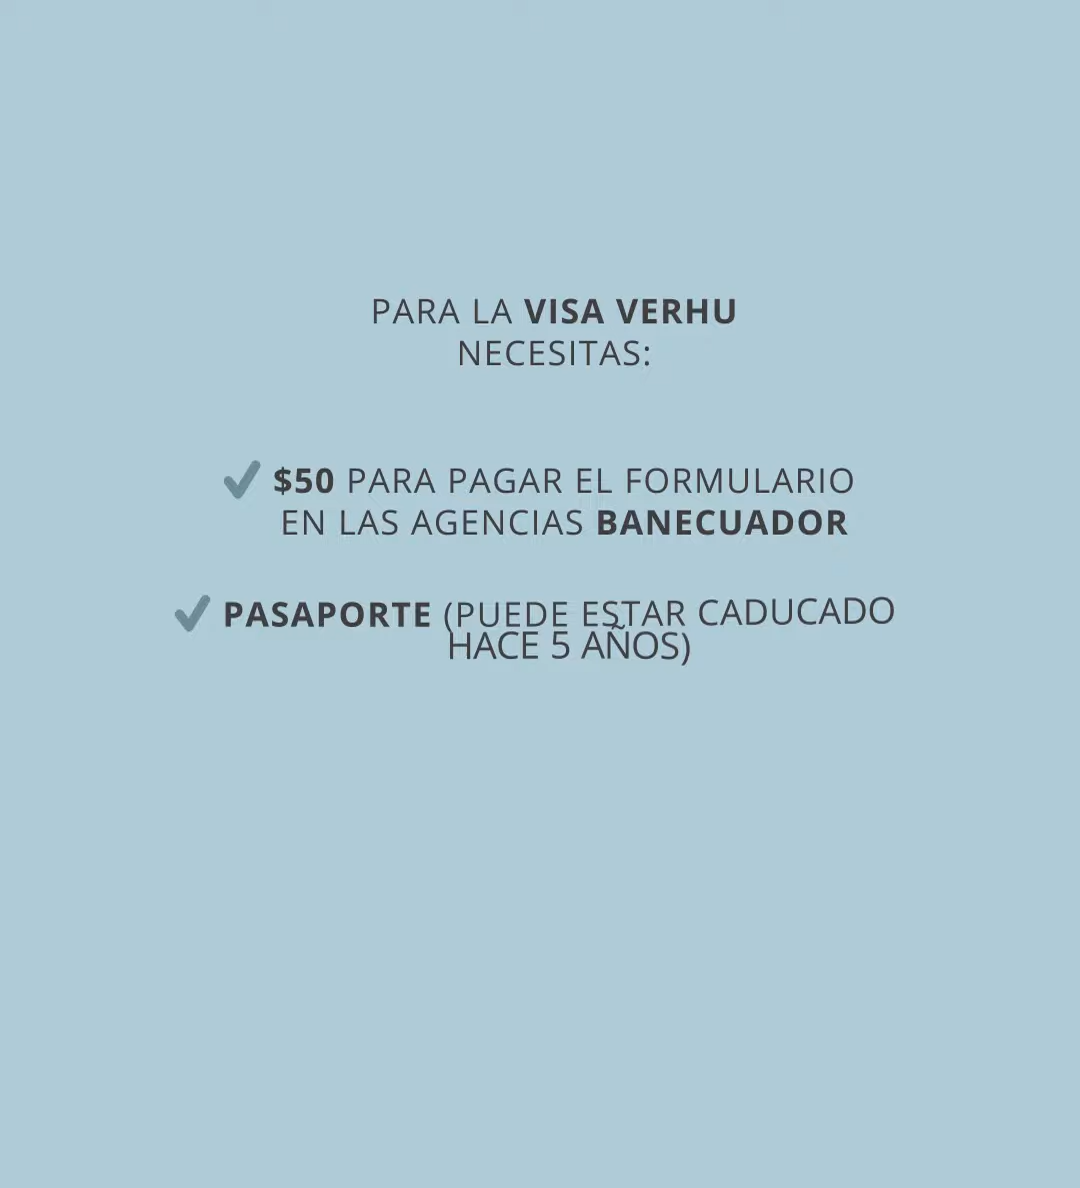 PARA LA VISA VERHU
NECESITAS:
✔ $50 PARA PAGAR EL FORMULARIO
EN LAS AGENCIAS BANECUADOR
✔ PASAPORTE (PUEDE ESTAR CADUCADO
HACE 5 AÑOS)